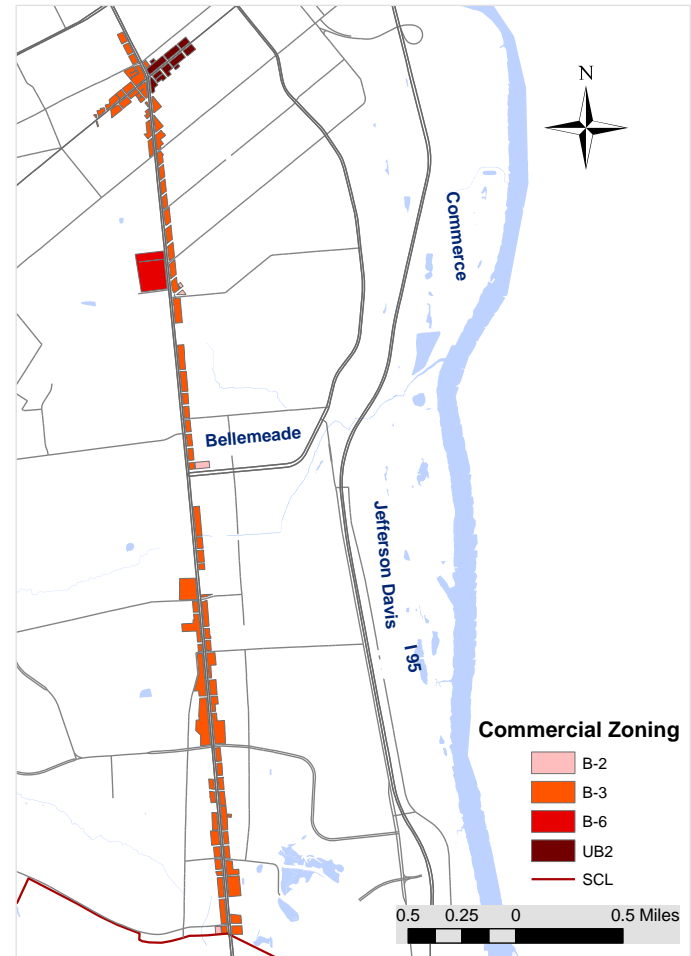 N
Commerce
Bellemeade
Jefferson Davis
I 95
Commercial Zoning
B-2
B-3
B-6
UB2
SCL
0.5 0.25 0 0.5 Miles